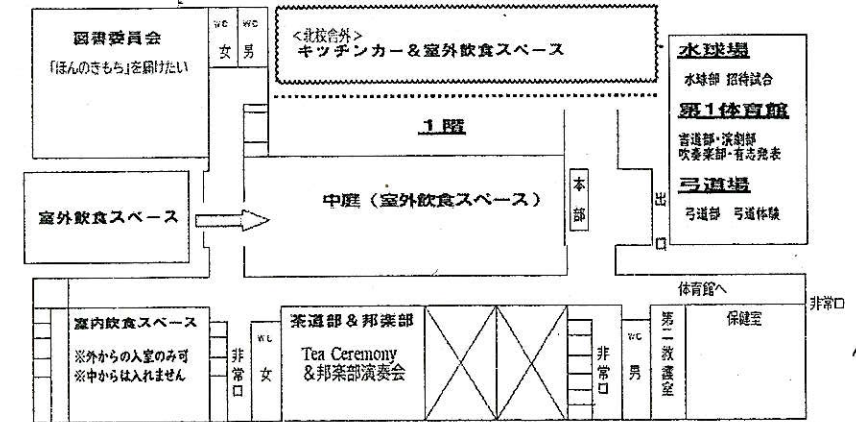 図書委員会
「ほんのきもち」を届けたい
WC
女
WC
男
<北校舎外>
キッチンカー&室外飲食スペース
水球場
水球部 招待試合
第1体育館
書道部・演劇部
吹奏楽部・有志発表
弓道場
弓道部 弓道体験
1階
室外飲食スペース
中庭(室外飲食スペース)
本部
出口
体育館へ
非常口
室内飲食スペース
※外からの入室のみ可
※中からは入れません
非常口
WC
女
茶道部&邦楽部
Tea Ceremony
&邦楽部演奏会
非常口
WC
男
第二救護室
保健室